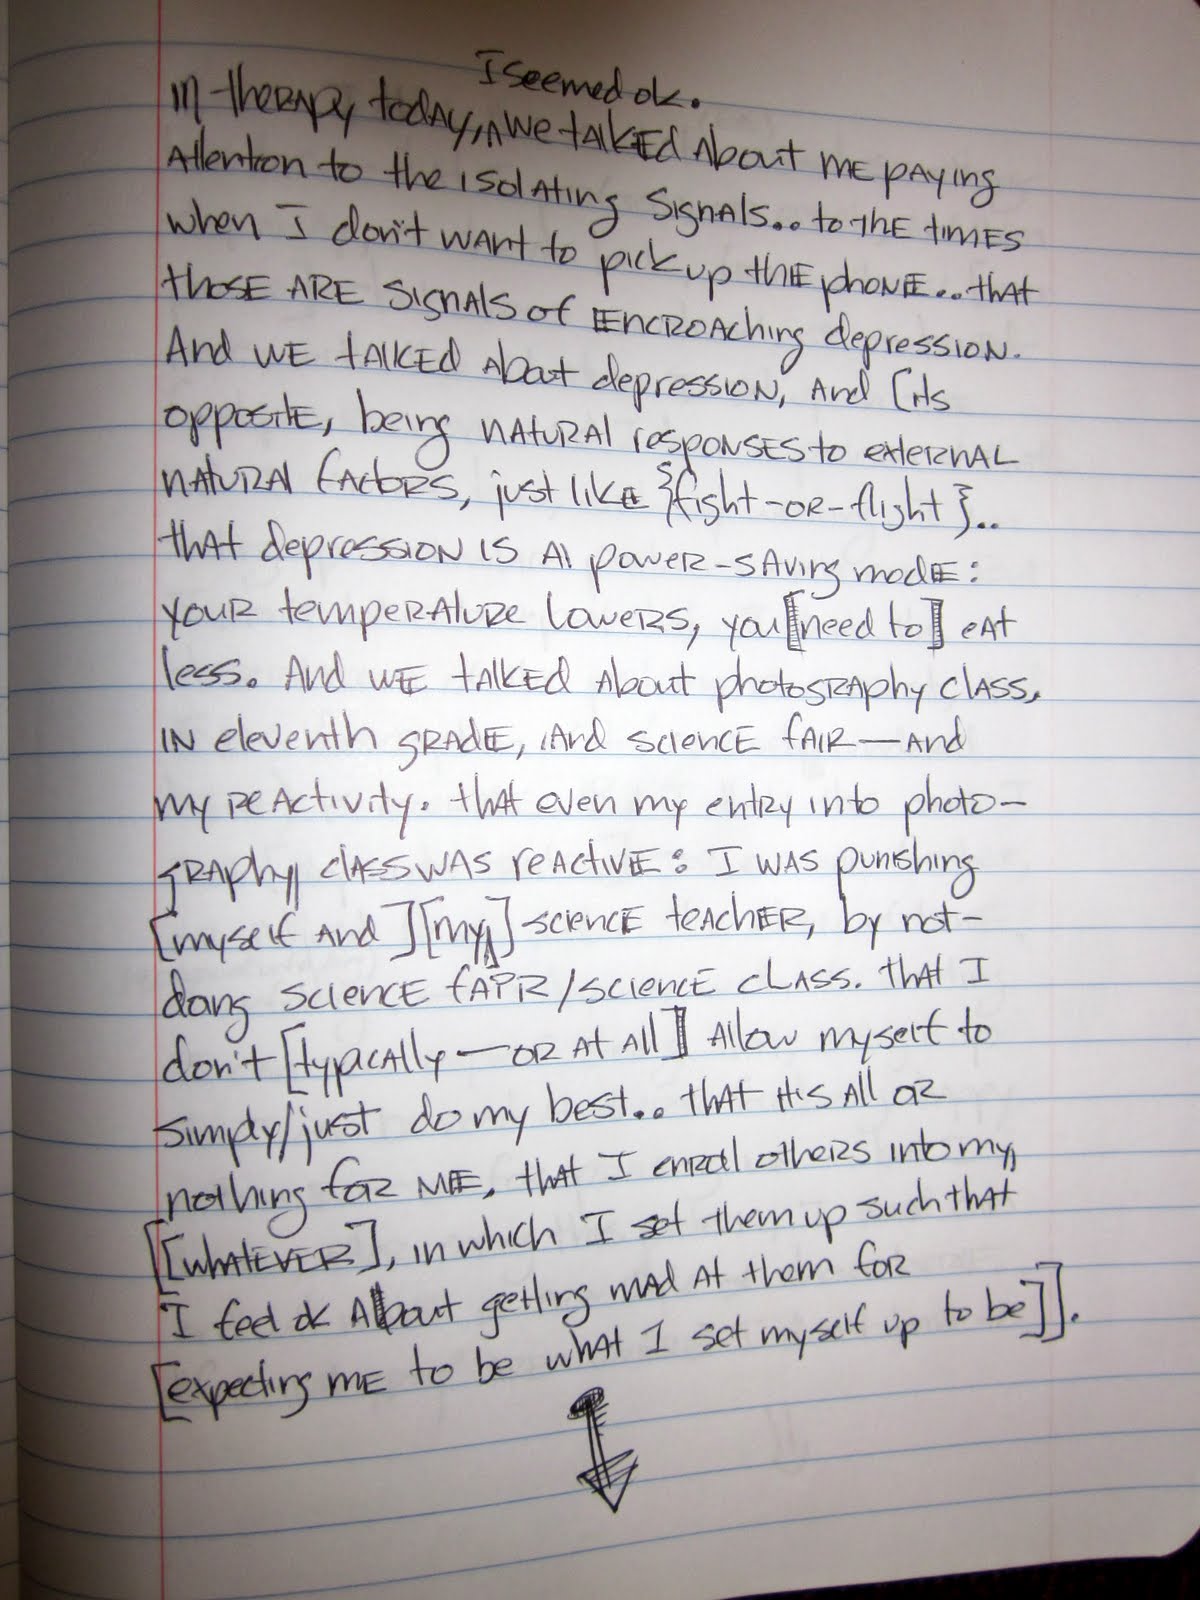 I seemed ok.
In therapy today, we talked about me paying
attention to the isolating signals.. to the times
when I don't want to pick up the phone... that
those are signals of encroaching depression.
And we talked about depression, and [its
opposite, being natural responses to external
natural factors, just like {fight-or-flight}..
that depression is a power-saving mode:
your temperature lowers, you [need to] eat
less. And we talked about photography class,
in eleventh grade, and science fair—and
my reactivity. that even my entry into photo-
graphy class was reactive: I was punishing
[myself and] [my] science teacher, by not-
doing science fair/science class. that I
don't [typically—or at all] allow myself to
simply/just do my best.. that it is all or
nothing for me, that I enroll others into my
[[whatever], in which I set them up such that
I feel ok about getting mad at them for
[expecting me to be what I set myself up to be]].